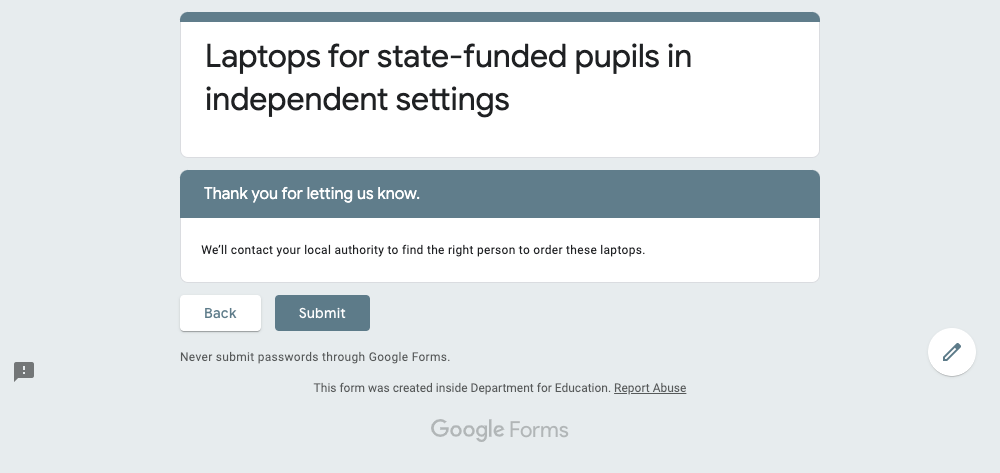 Laptops for state-funded pupils in
independent settings
Thank you for letting us know.
We’ll contact your local authority to find the right person to order these laptops.
Back
Submit
Never submit passwords through Google Forms.
This form was created inside Department for Education. Report Abuse
Google Forms